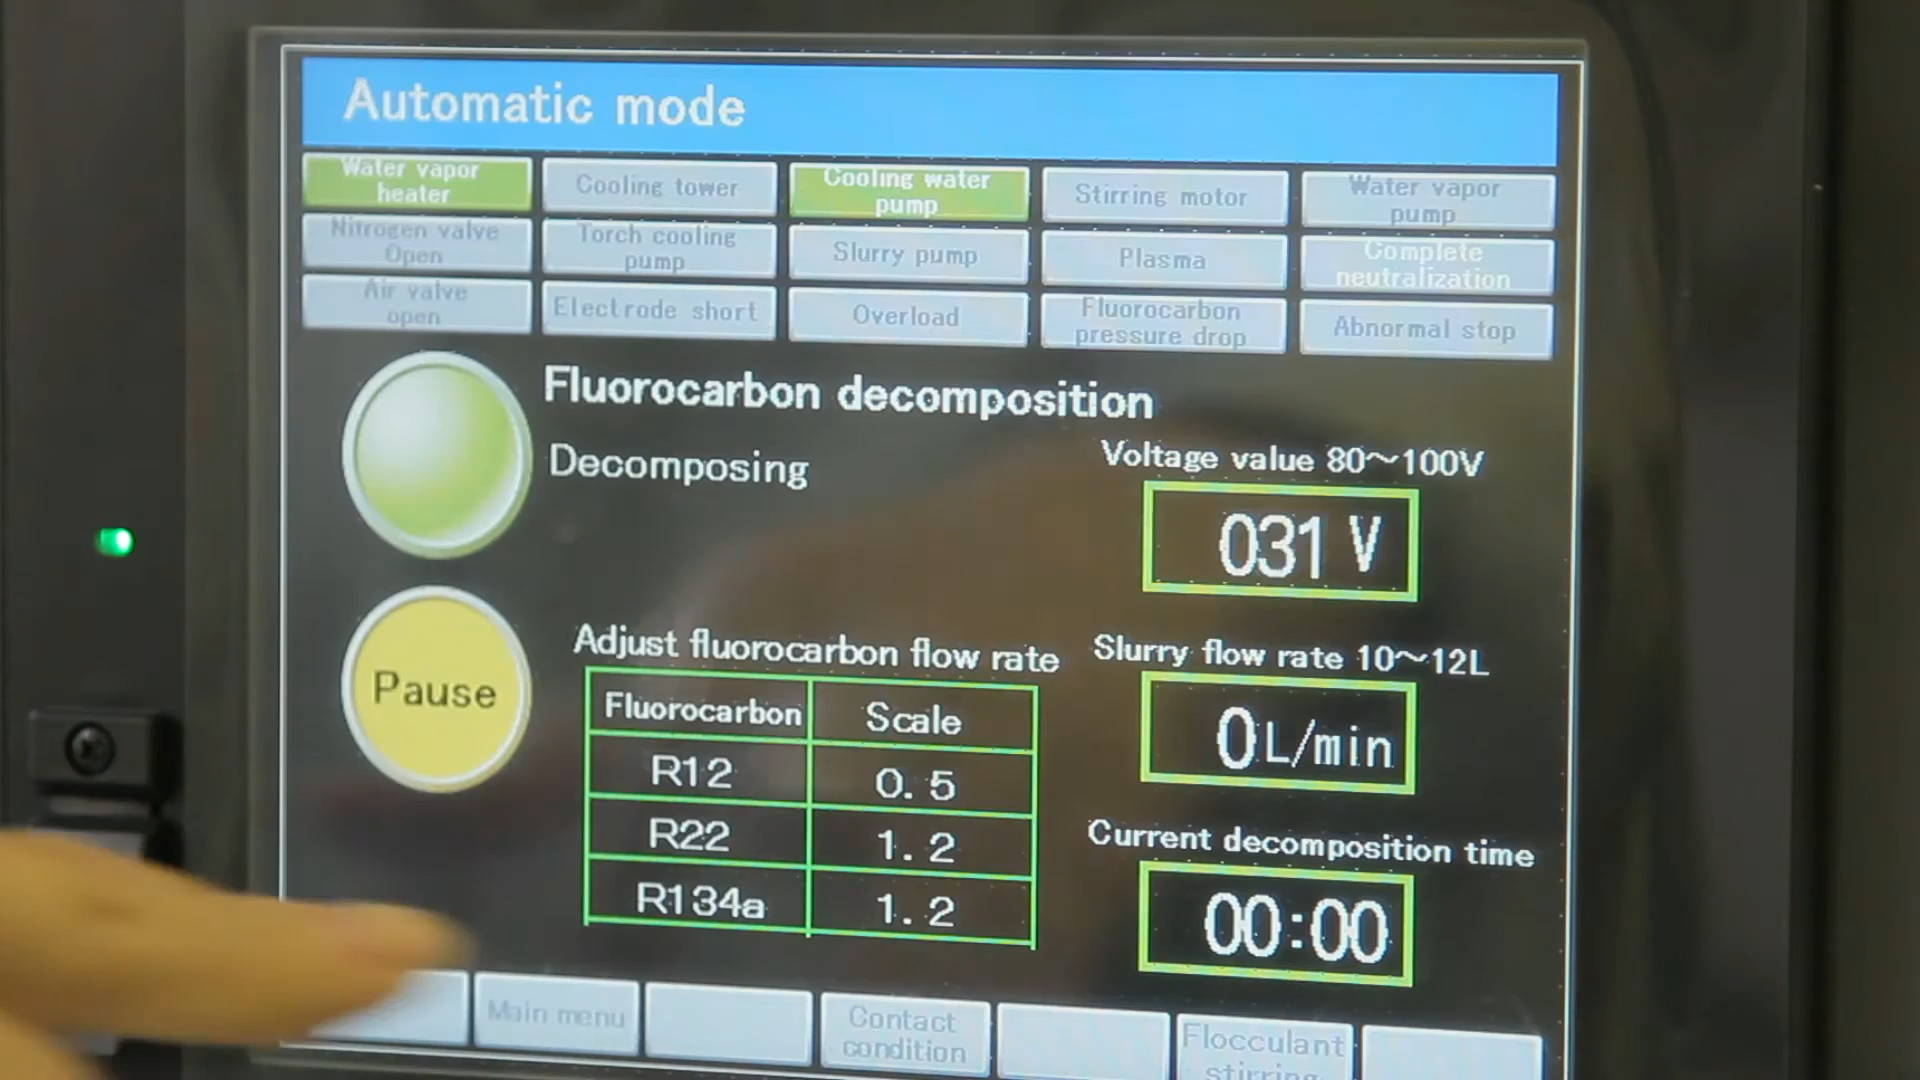 Automatic mode
Water vapor
heater
Cooling tower
Cooling water
pump
Stirring motor
Water vapor
pump
Nitrogen valve
Open
Torch cooling
pump
Slurry pump
Plasma
Complete
neutralization
Air valve
open
Electrode short
Overload
Fluorocarbon
pressure drop
Abnormal stop
Fluorocarbon decomposition
Decomposing
Voltage value 80~100V
031 V
Pause
Adjust fluorocarbon flow rate
Fluorocarbon Scale
R12 0.5
R22 1.2
R134a 1.2
Slurry flow rate 10~12L
0 L/min
Current decomposition time
00:00
Main menu
Contact
condition
Flocculant
stirring